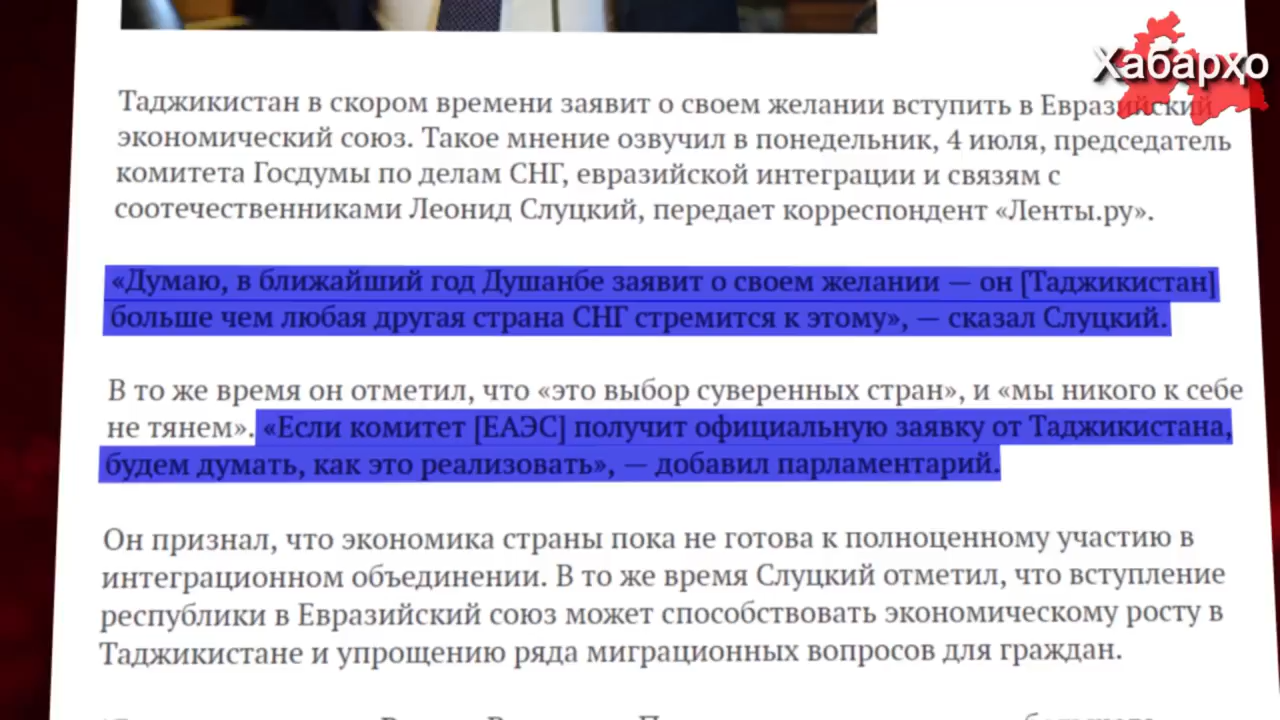 Хабарҳо
Таджикистан в скором времени заявит о своем желании вступить в Евразийский
экономический союз. Такое мнение озвучил в понедельник, 4 июля, председатель
комитета Госдумы по делам СНГ, евразийской интеграции и связям с
соотечественниками Леонид Слуцкий, передает корреспондент «Ленты.ру».
«Думаю, в ближайший год Душанбе заявит о своем желании — он [Таджикистан]
больше чем любая другая страна СНГ стремится к этому», — сказал Слуцкий.
В то же время он отметил, что «это выбор суверенных стран», и «мы никого к себе
не тянем». «Если комитет [ЕАЭС] получит официальную заявку от Таджикистана,
будем думать, как это реализовать», — добавил парламентарий.
Он признал, что экономика страны пока не готова к полноценному участию в
интеграционном объединении. В то же время Слуцкий отметил, что вступление
республики в Евразийский союз может способствовать экономическому росту в
Таджикистане и упрощению ряда миграционных вопросов для граждан.